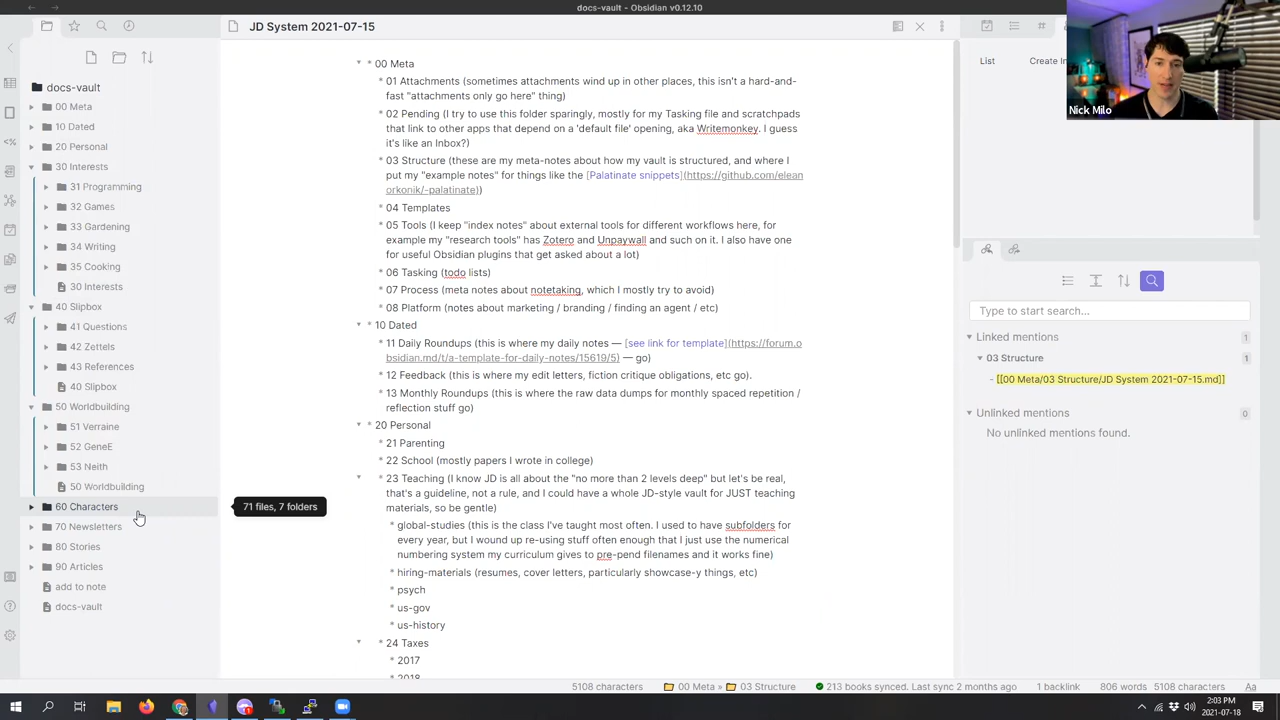 docs-vault - Obsidian v0.12.10
JD System 2021-07-15
docs-vault
00 Meta
10 Dated
20 Personal
30 Interests
31 Programming
32 Games
33 Gardening
34 Writing
35 Cooking
30 Interests
40 Slipbox
41 Questions
42 Zettels
43 References
40 Slipbox
50 Worldbuilding
51 Verraine
52 GeneE
53 Neith
50 Worldbuilding
60 Characters
70 Newsletters
80 Stories
90 Articles
add to note
docs-vault
71 files, 7 folders
* 00 Meta
* 01 Attachments (sometimes attachments wind up in other places, this isn't a hard-and-
fast "attachments only go here" thing)
* 02 Pending (I try to use this folder sparingly, mostly for my Tasking file and scratchpads
that link to other apps that depend on a 'default file' opening, aka Writemonkey. I guess
it's like an Inbox?)
* 03 Structure (these are my meta-notes about how my vault is structured, and where I
put my "example notes" for things like the [Palatinate snippets](https://github.com/elean
orkonik/-palatinate))
* 04 Templates
* 05 Tools (I keep "index notes" about external tools for different workflows here, for
example my "research tools" has Zotero and Unpaywall and such on it. I also have one
for useful Obsidian plugins that get asked about a lot)
* 06 Tasking (todo lists)
* 07 Process (meta notes about notetaking, which I mostly try to avoid)
* 08 Platform (notes about marketing / branding / finding an agent / etc)
* 10 Dated
* 11 Daily Roundups (this is where my daily notes — [see link for template](https://forum.o
bsidian.md/t/a-template-for-daily-notes/15619/5) — go)
* 12 Feedback (this is where my edit letters, fiction critique obligations, etc go).
* 13 Monthly Roundups (this is where the raw data dumps for monthly spaced repetition /
reflection stuff go)
* 20 Personal
* 21 Parenting
* 22 School (mostly papers I wrote in college)
* 23 Teaching (I know JD is all about the "no more than 2 levels deep" but let's be real,
that's a guideline, not a rule, and I could have a whole JD-style vault for JUST teaching
materials, so be gentle)
* global-studies (this is the class I've taught most often. I used to have subfolders
for every year, but I wound up re-using stuff often enough that I just use the numerical
numbering system my curriculum gives to pre-pend filenames and it works fine)
* hiring-materials (resumes, cover letters, particularly showcase-y things, etc)
* psych
* us-gov
* us-history
* 24 Taxes
* 2017
* 2018
List
Create In
Nick Milo
Type to start search...
Linked mentions 1
03 Structure 1
- [[00 Meta/03 Structure/JD System 2021-07-15.md]]
Unlinked mentions 0
No unlinked mentions found.
5108 characters
00 Meta » 03 Structure
213 books synced. Last sync 2 months ago
1 backlink
806 words
5108 characters
Aa
2:03 PM
2021-07-18